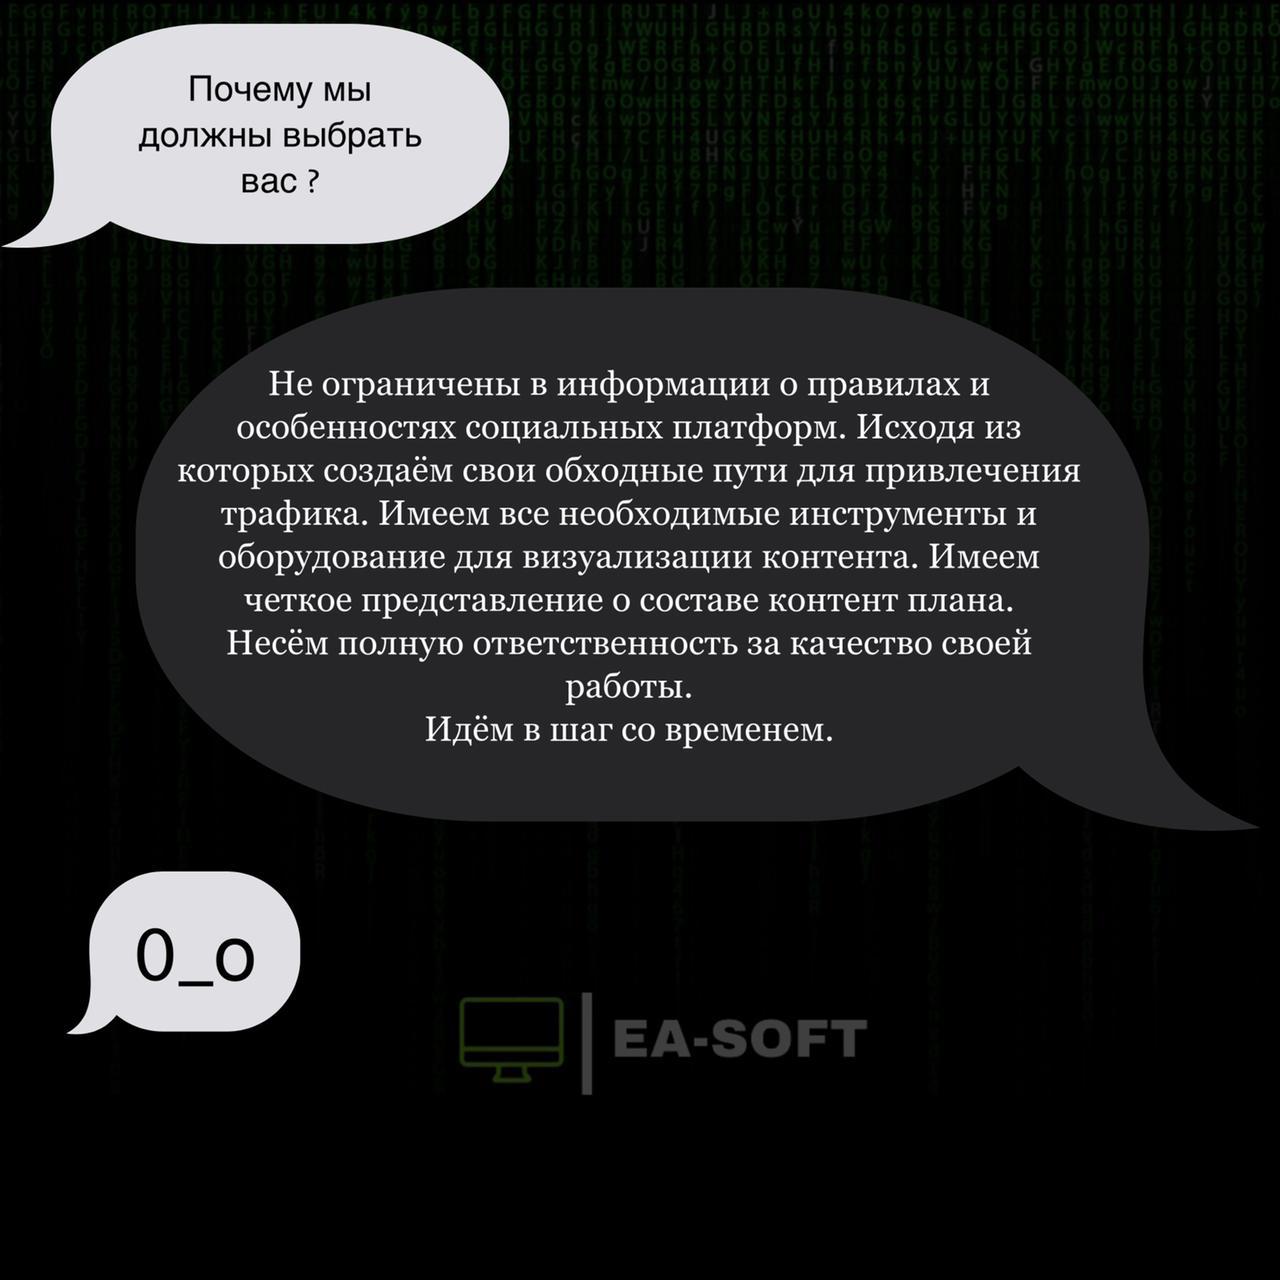 Почему мы
должны выбрать
вас ?
Не ограничены в информации о правилах и
особенностях социальных платформ. Исходя из
которых создаём свои обходные пути для привлечения
трафика. Имеем все необходимые инструменты и
оборудование для визуализации контента. Имеем
четкое представление о составе контент плана.
Несём полную ответственность за качество своей
работы.
Идём в шаг со временем.
0_o
EA-SOFT